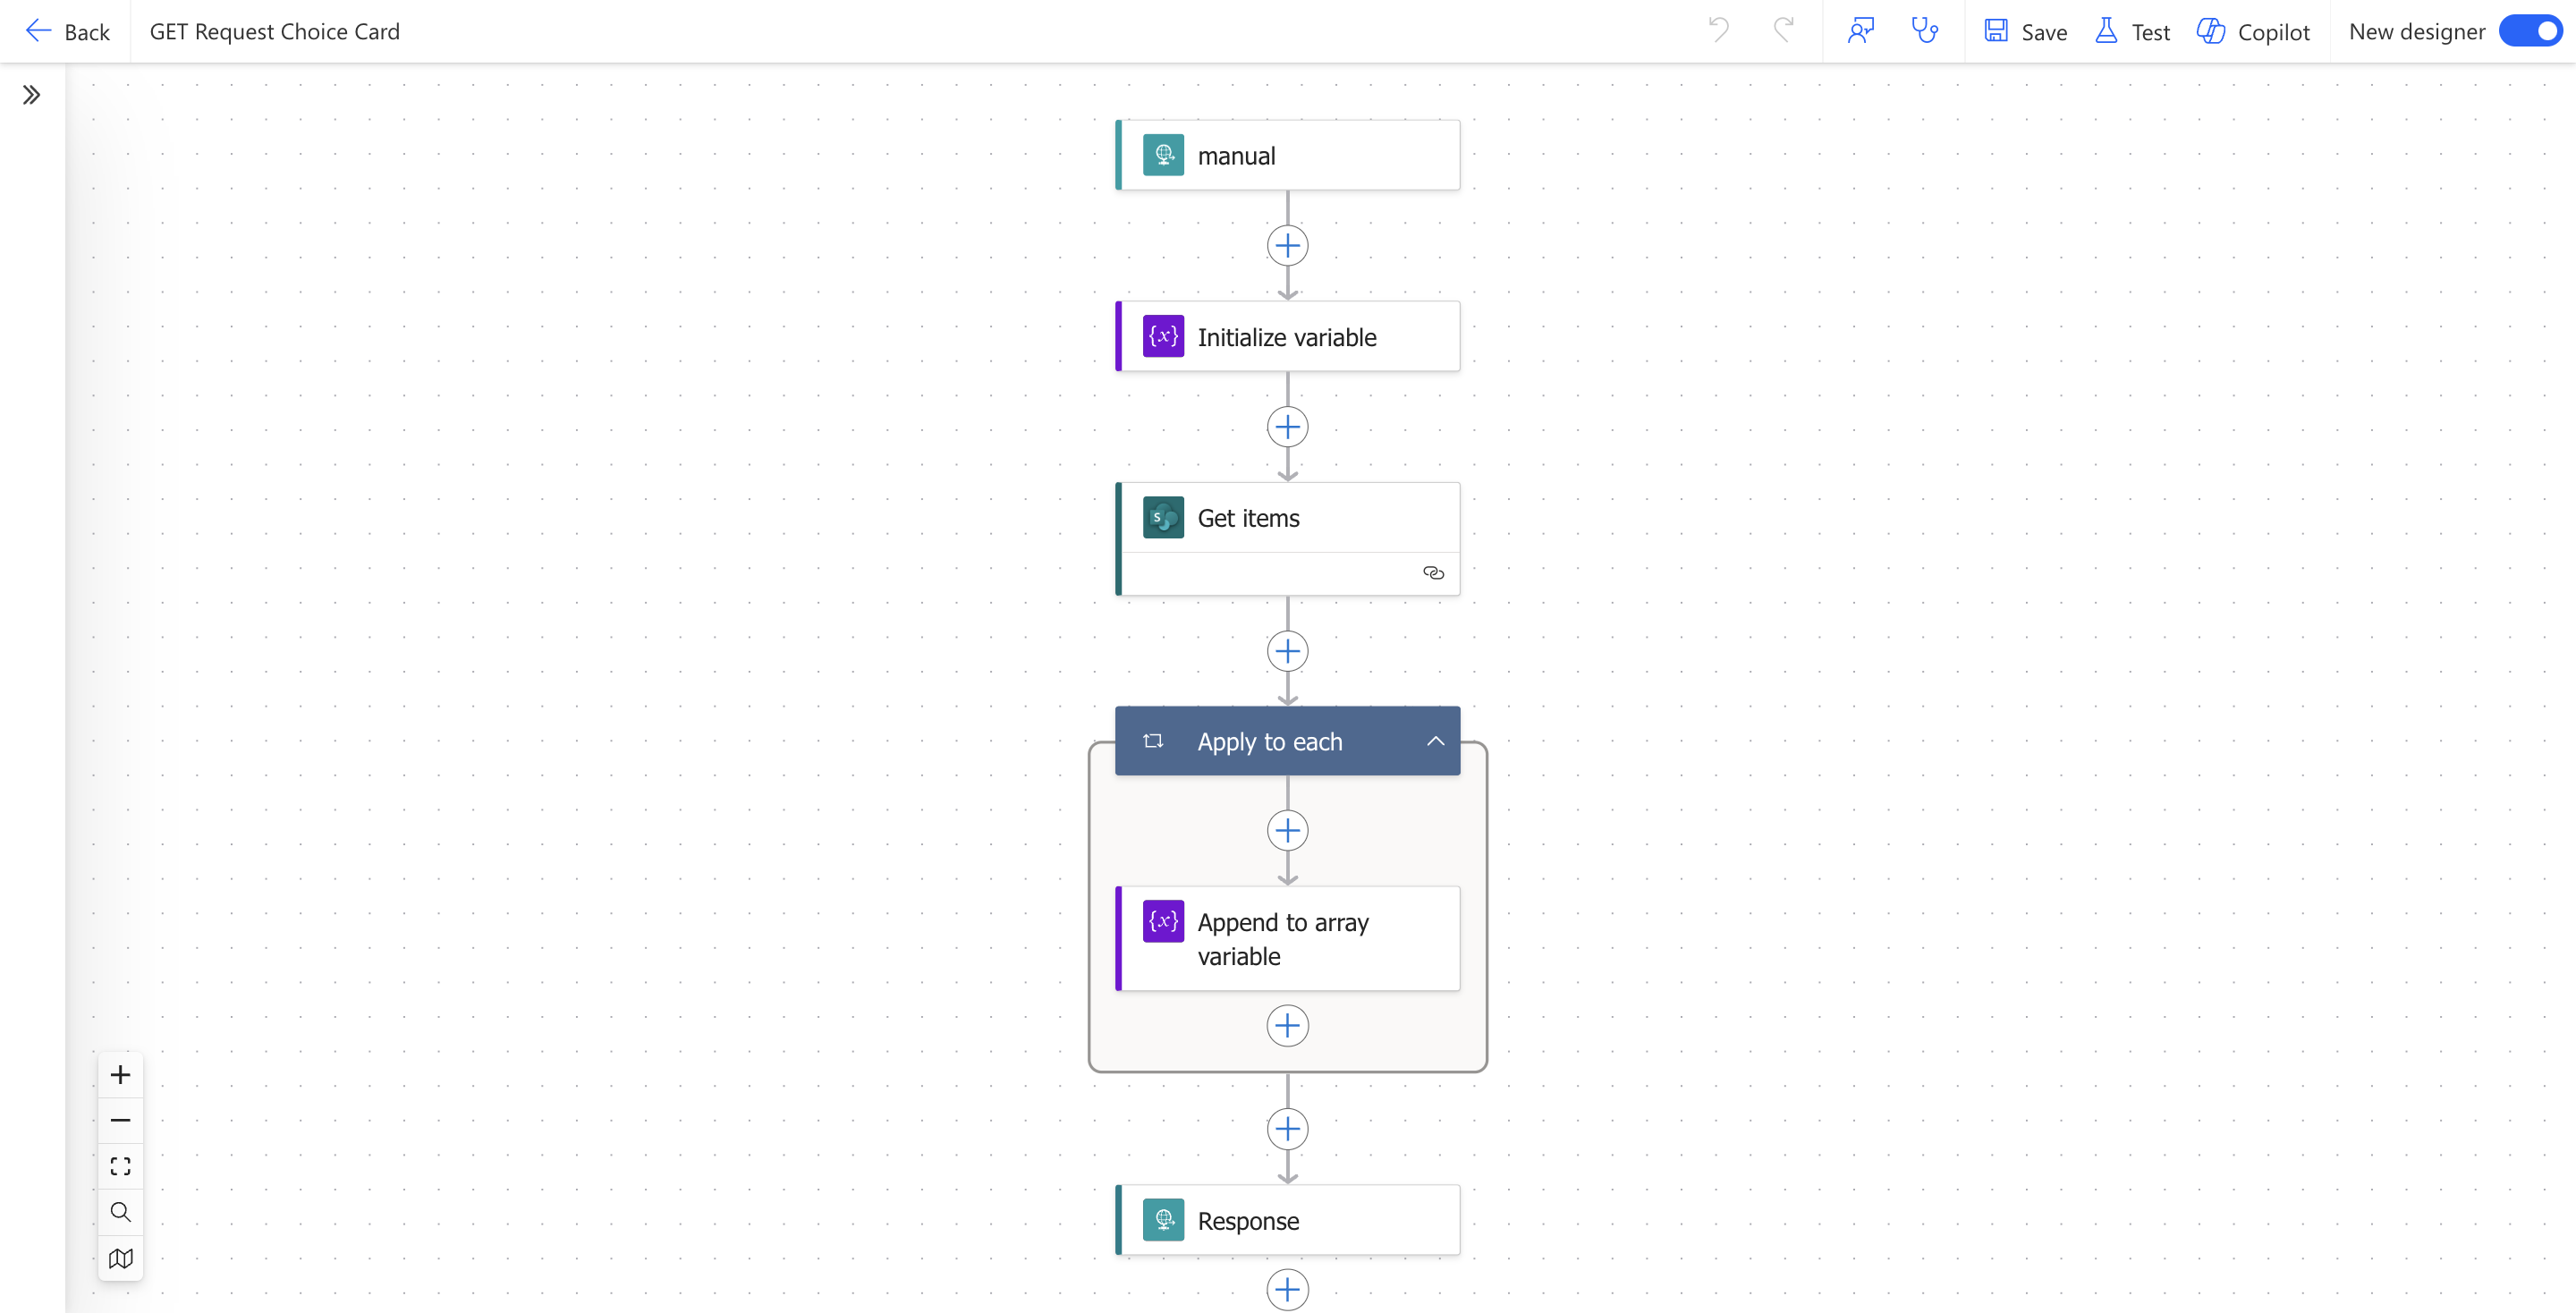 Back
GET Request Choice Card
Save
Test
Copilot
New designer
manual
{x} Initialize variable
S Get items
Apply to each
{x} Append to array
variable
Response